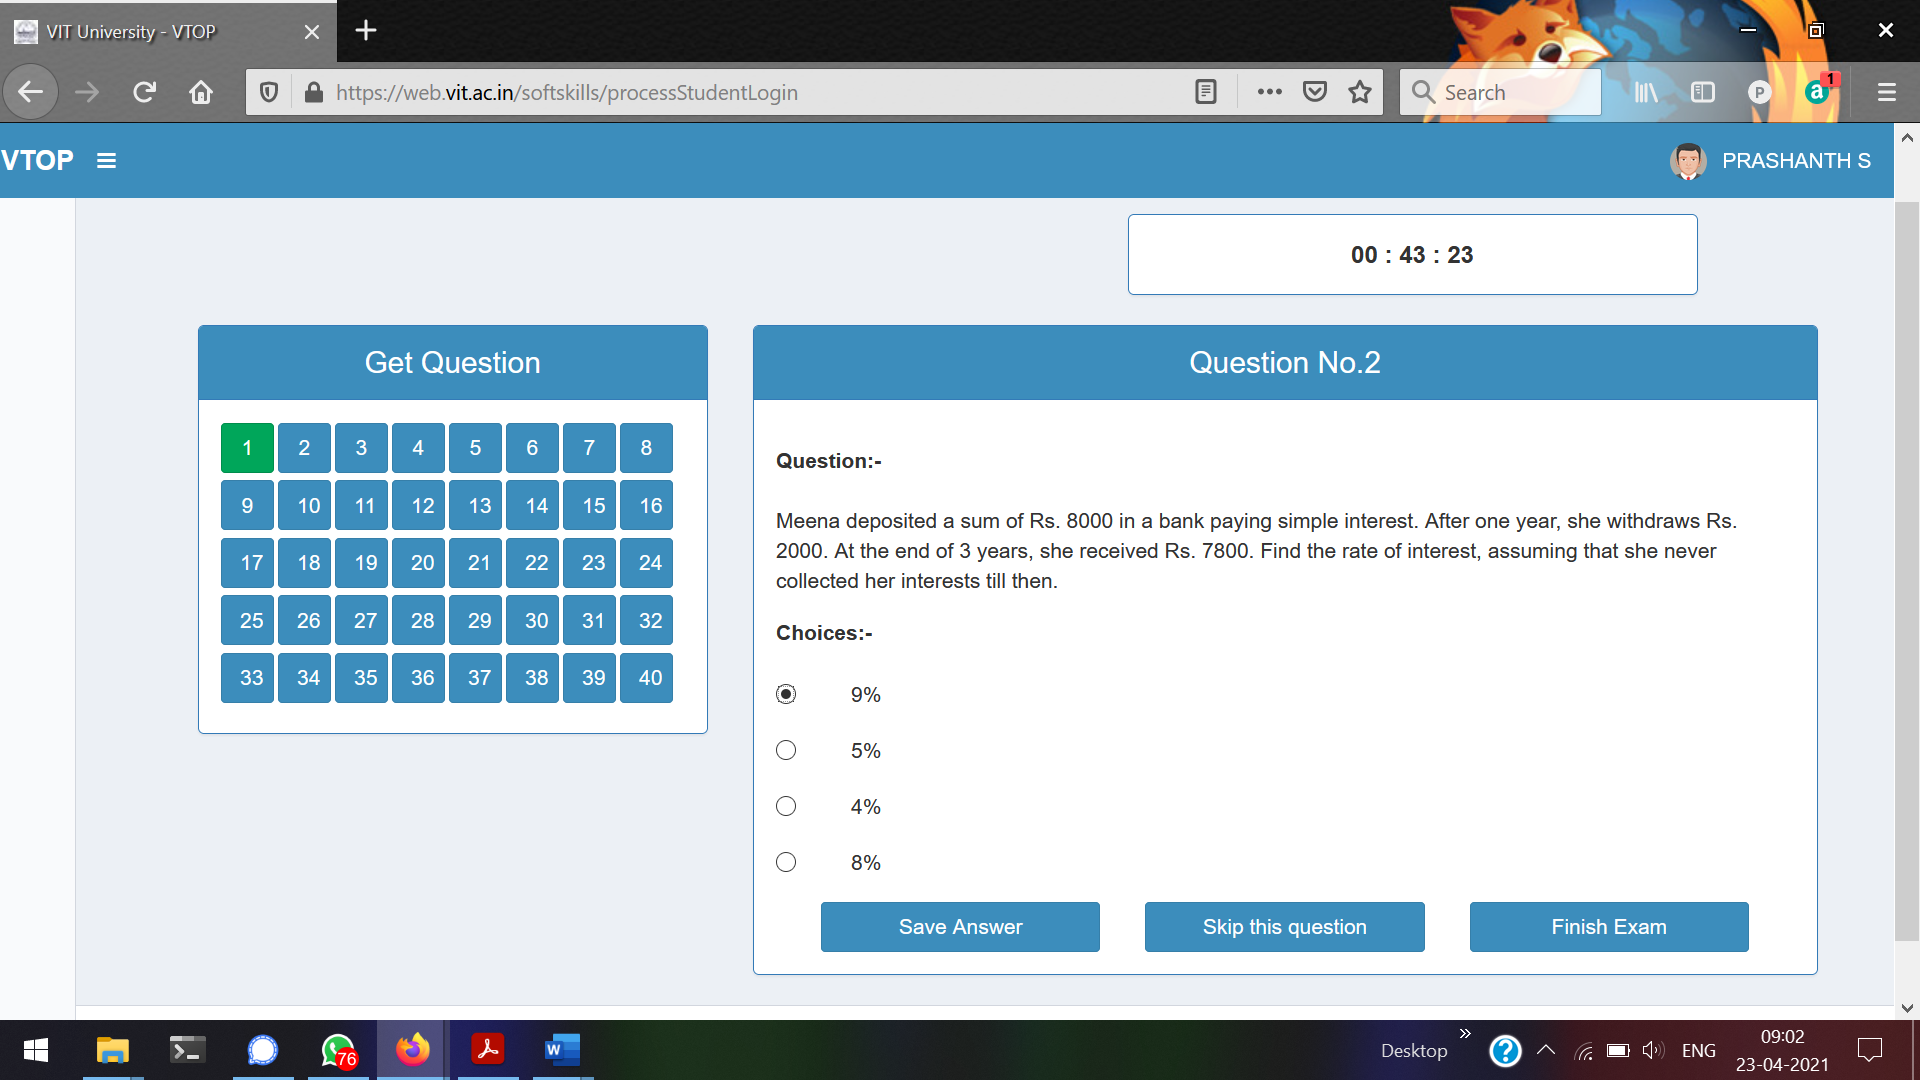 VIT University - VTOP
https://web.vit.ac.in/softskills/processStudentLogin
Search
P
a
1
VTOP
PRASHANTH S
00 : 43 : 23
Get Question
1 2 3 4 5 6 7 8
9 10 11 12 13 14 15 16
17 18 19 20 21 22 23 24
25 26 27 28 29 30 31 32
33 34 35 36 37 38 39 40
Question No.2
Question:-
Meena deposited a sum of Rs. 8000 in a bank paying simple interest. After one year, she withdraws Rs.
2000. At the end of 3 years, she received Rs. 7800. Find the rate of interest, assuming that she never
collected her interests till then.
Choices:-
9%
5%
4%
8%
Save Answer
Skip this question
Finish Exam
76
W
Desktop
ENG
09:02
23-04-2021